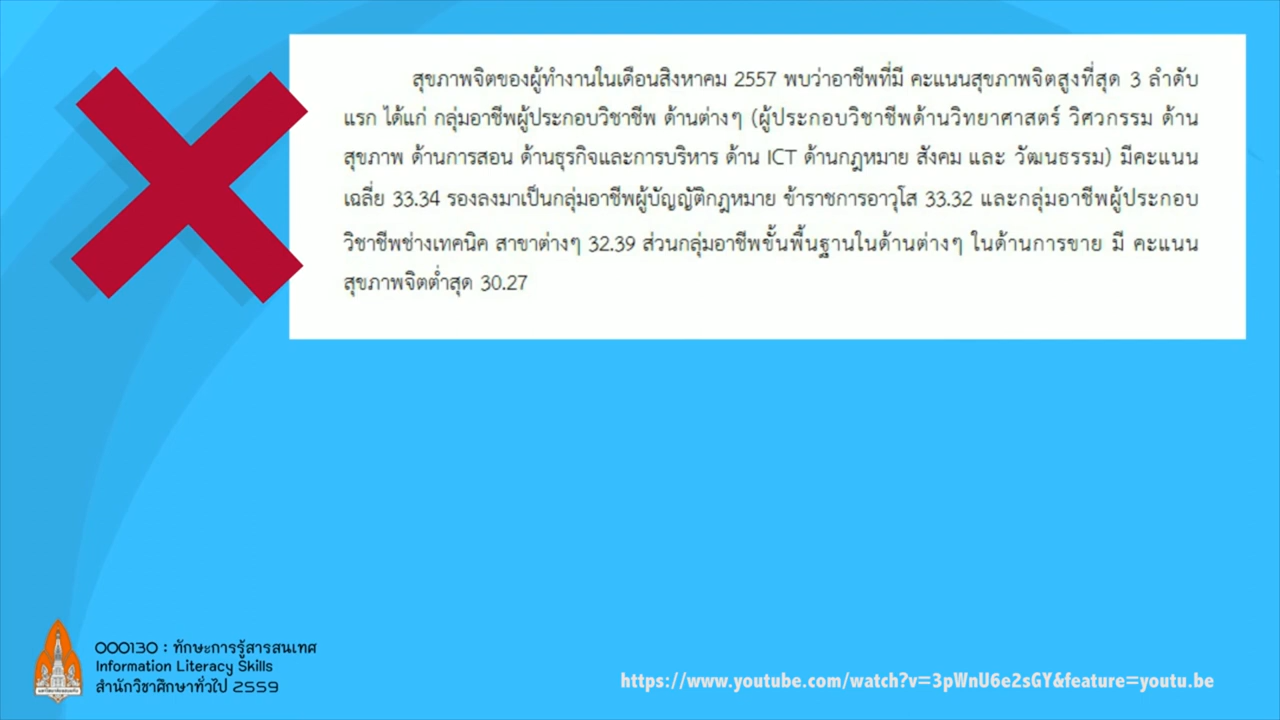 สุขภาพจิตของผู้ทำงานในเดือนสิงหาคม 2557 พบว่าอาชีพที่มี คะแนนสุขภาพจิตสูงที่สุด 3 ลำดับ
แรก ได้แก่ กลุ่มอาชีพผู้ประกอบวิชาชีพ ด้านต่างๆ (ผู้ประกอบวิชาชีพด้านวิทยาศาสตร์ วิศวกรรม ด้าน
สุขภาพ ด้านการสอน ด้านธุรกิจและการบริหาร ด้าน ICT ด้านกฎหมาย สังคม และ วัฒนธรรม) มีคะแนน
เฉลี่ย 33.34 รองลงมาเป็นกลุ่มอาชีพผู้บัญญัติกฎหมาย ข้าราชการอาวุโส 33.32 และกลุ่มอาชีพผู้ประกอบ
วิชาชีพช่างเทคนิค สาขาต่างๆ 32.39 ส่วนกลุ่มอาชีพขั้นพื้นฐานในด้านต่างๆ ในด้านการขาย มี คะแนน
สุขภาพจิตต่ำสุด 30.27
000130 : ทักษะการรู้สารสนเทศ
Information Literacy Skills
สำนักวิชาศึกษาทั่วไป 2559
https://www.youtube.com/watch?v=3pWnU6e2sGY&feature=youtu.be